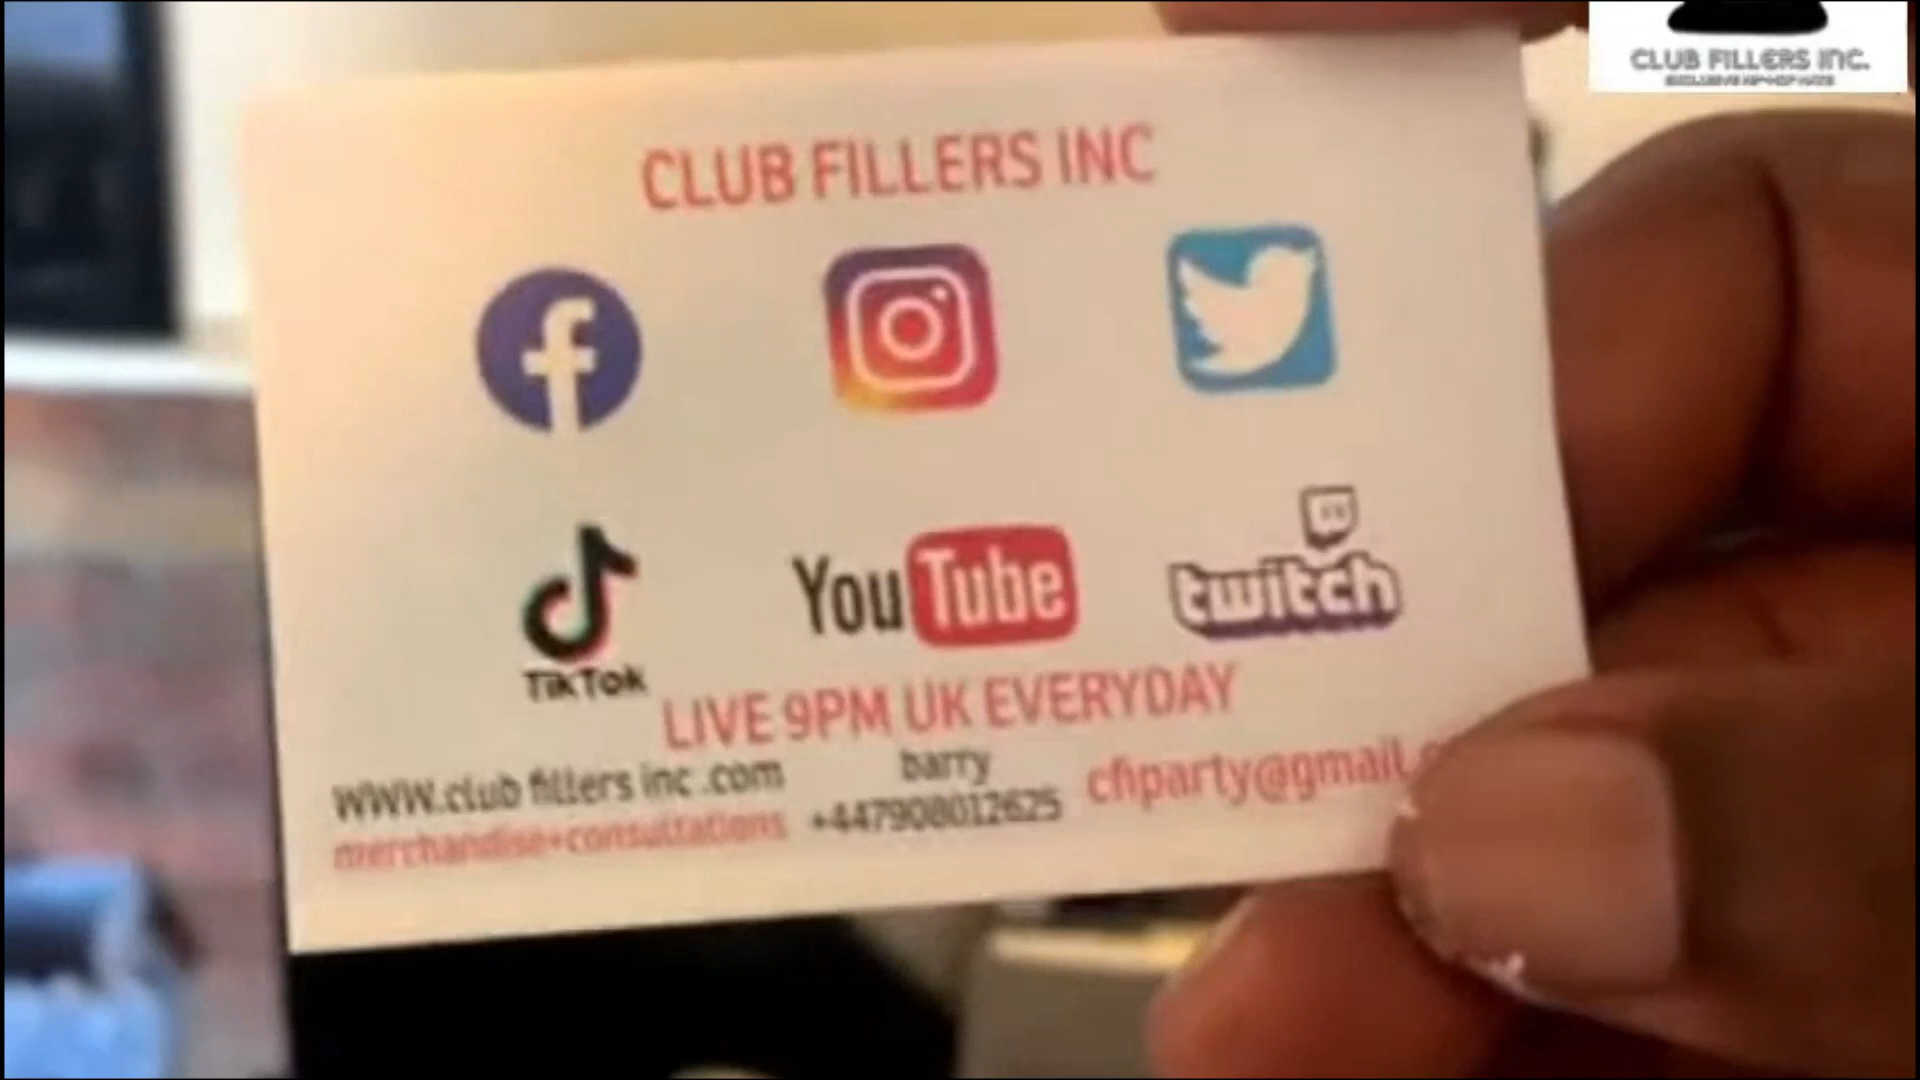 CLUB FILLERS INC.
CLUB FILLERS INC
f
TikTok
YouTube
twitch
LIVE 9PM UK EVERYDAY
www.club fillers inc .com
merchandise+consultations
barry
+447908012625
cfiparty@gmail.c